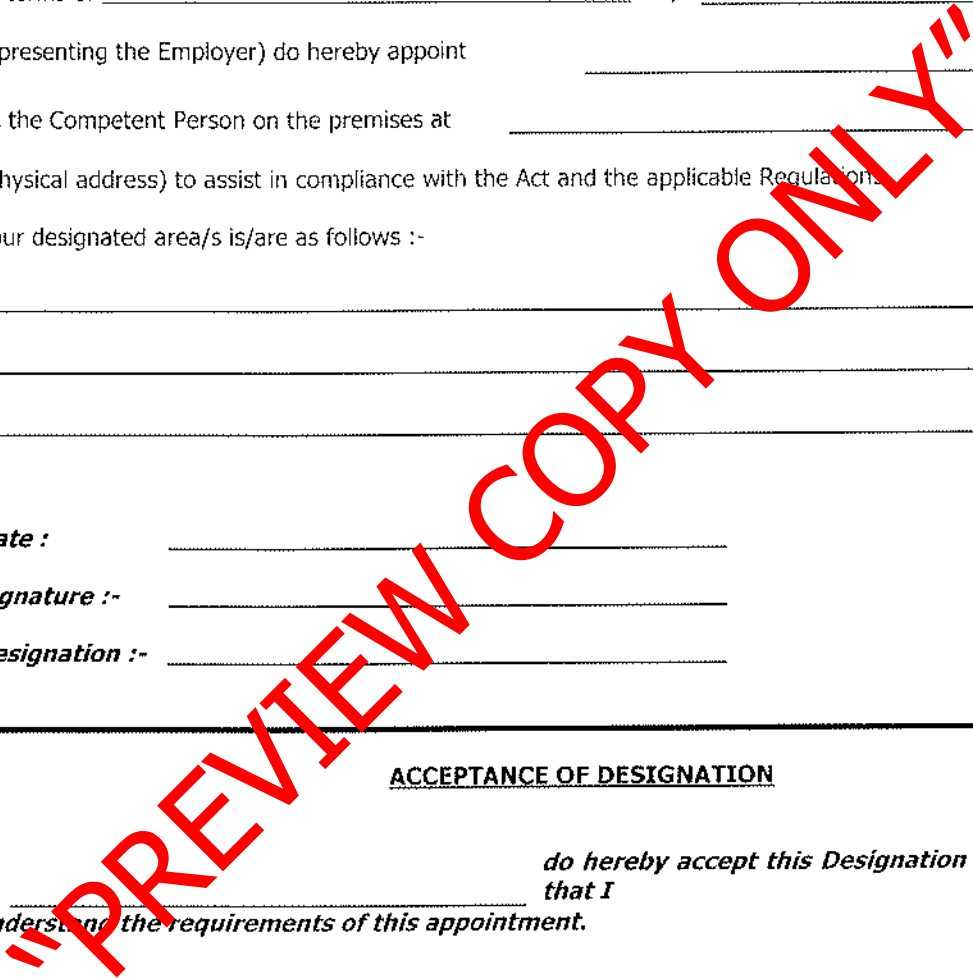 presenting the Employer) do hereby appoint
the Competent Person on the premises at
hysical address) to assist in compliance with the Act and the applicable Regulations
ur designated area/s is/are as follows :-
ate :
gnature :-
esignation :-
ACCEPTANCE OF DESIGNATION
do hereby accept this Designation
that I
nderstand the requirements of this appointment.
"PREVIEW COPY ONLY"